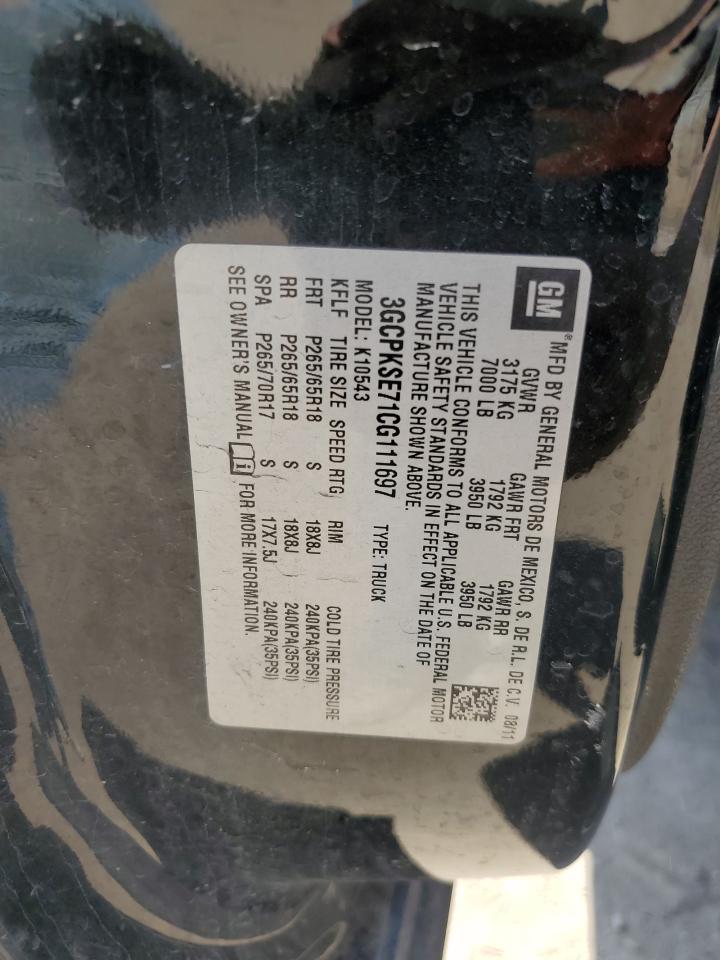 GM ® MFD BY GENERAL MOTORS DE MEXICO, S. DE R.L. DE C.V. 08/11
GVWR GAWR FRT GAWR RR
3175 KG 1792 KG 1792 KG
7000 LB 3950 LB 3950 LB
THIS VEHICLE CONFORMS TO ALL APPLICABLE U.S. FEDERAL MOTOR
VEHICLE SAFETY STANDARDS IN EFFECT ON THE DATE OF
MANUFACTURE SHOWN ABOVE.
3GCPKSE71CG111697 TYPE: TRUCK
MODEL: K10543
KFLF TIRE SIZE SPEED RTG RIM COLD TIRE PRESSURE
FRT P265/65R18 S 18X8J 240KPA(35PSI)
RR P265/65R18 S 18X8J 240KPA(35PSI)
SPA P265/70R17 S 17X7.5J 240KPA(35PSI)
SEE OWNER'S MANUAL i FOR MORE INFORMATION.